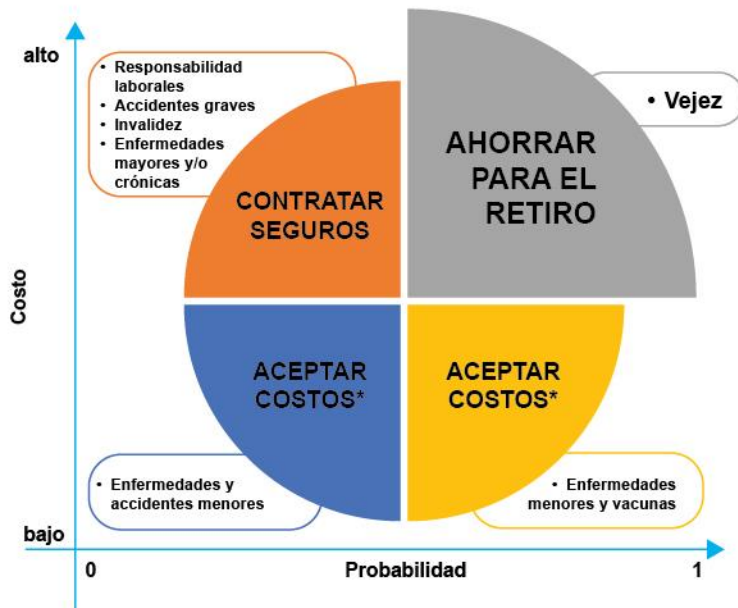 alto
• Responsabilidad
laborales
• Accidentes graves
• Invalidez
• Enfermedades
mayores y/o
crónicas
• Vejez
AHORRAR
PARA EL
RETIRO
CONTRATAR
SEGUROS
Costo
ACEPTAR
COSTOS*
ACEPTAR
COSTOS*
• Enfermedades y
accidentes menores
• Enfermedades
menores y vacunas
bajo
0
Probabilidad
1